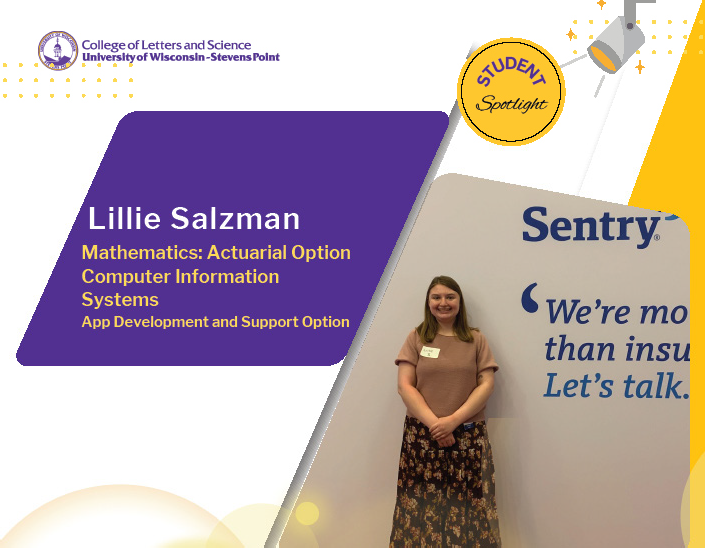 College of Letters and Science
University of Wisconsin-Stevens Point
STUDENT
Spotlight
Lillie Salzman
Mathematics: Actuarial Option
Computer Information
Systems
App Development and Support Option
Sentry®
‘We’re mo
than insu
Let’s talk.